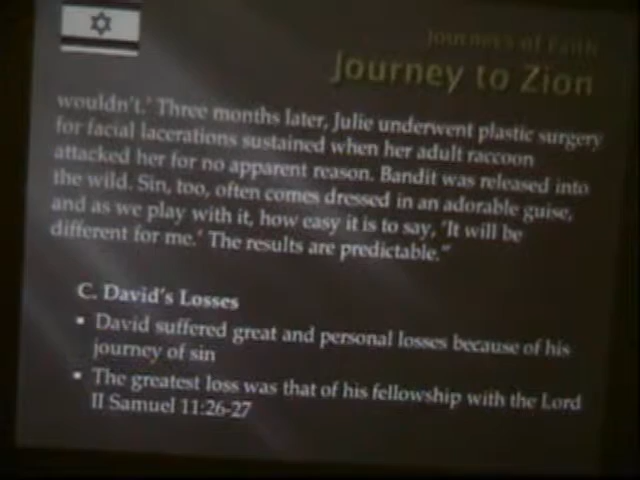 Journeys of Faith
Journey to Zion
wouldn't.' Three months later, Julie underwent plastic surgery
for facial lacerations sustained when her adult raccoon
attacked her for no apparent reason. Bandit was released into
the wild. Sin, too, often comes dressed in an adorable guise,
and as we play with it, how easy it is to say, 'It will be
different for me.' The results are predictable."
C. David's Losses
▪ David suffered great and personal losses because of his
journey of sin
▪ The greatest loss was that of his fellowship with the Lord
II Samuel 11:26-27